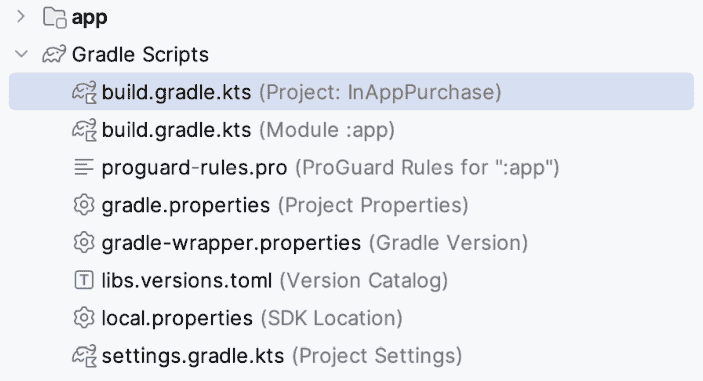 app
Gradle Scripts
build.gradle.kts (Project: InAppPurchase)
build.gradle.kts (Module :app)
proguard-rules.pro (ProGuard Rules for ":app")
gradle.properties (Project Properties)
gradle-wrapper.properties (Gradle Version)
T libs.versions.toml (Version Catalog)
local.properties (SDK Location)
settings.gradle.kts (Project Settings)